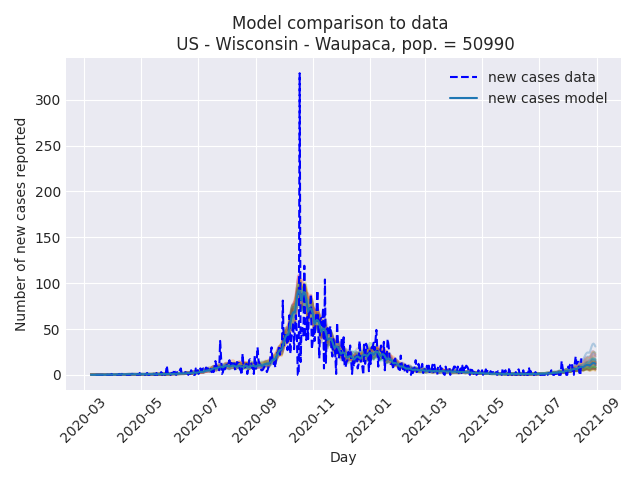 Model comparison to data
US - Wisconsin - Waupaca, pop. = 50990
new cases data
new cases model
Number of new cases reported
300
250
200
150
100
50
0
2020-03
2020-05
2020-07
2020-09
2020-11
2021-01
2021-03
2021-05
2021-07
2021-09
Day